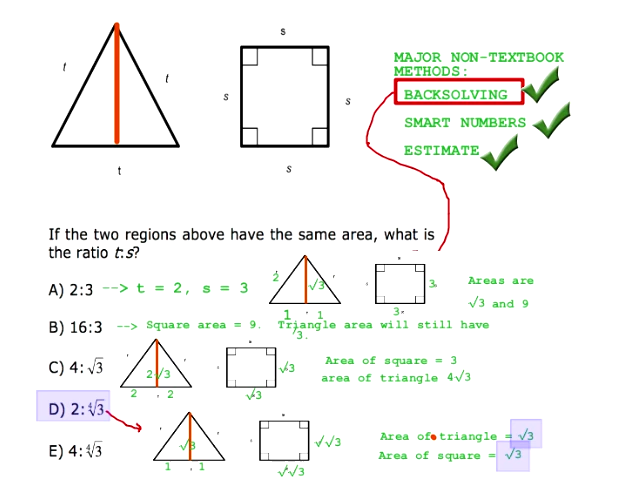 s
MAJOR NON-TEXTBOOK
METHODS:
t
t
s
s
BACKSOLVING
SMART NUMBERS
ESTIMATE
t
s
If the two regions above have the same area, what is
the ratio t:s?
A) 2:3 --> t = 2, s = 3
2
√3
1
1
3
3
Areas are
√3 and 9
B) 16:3 --> Square area = 9. Triangle area will still have
√3.
C) 4:√3
2√3
2
2
√3
√3
Area of square = 3
area of triangle 4√3
D) 2:∜3
√3
1
1
√√3
√√3
Area of triangle = √3
Area of square = √3
E) 4:∜3